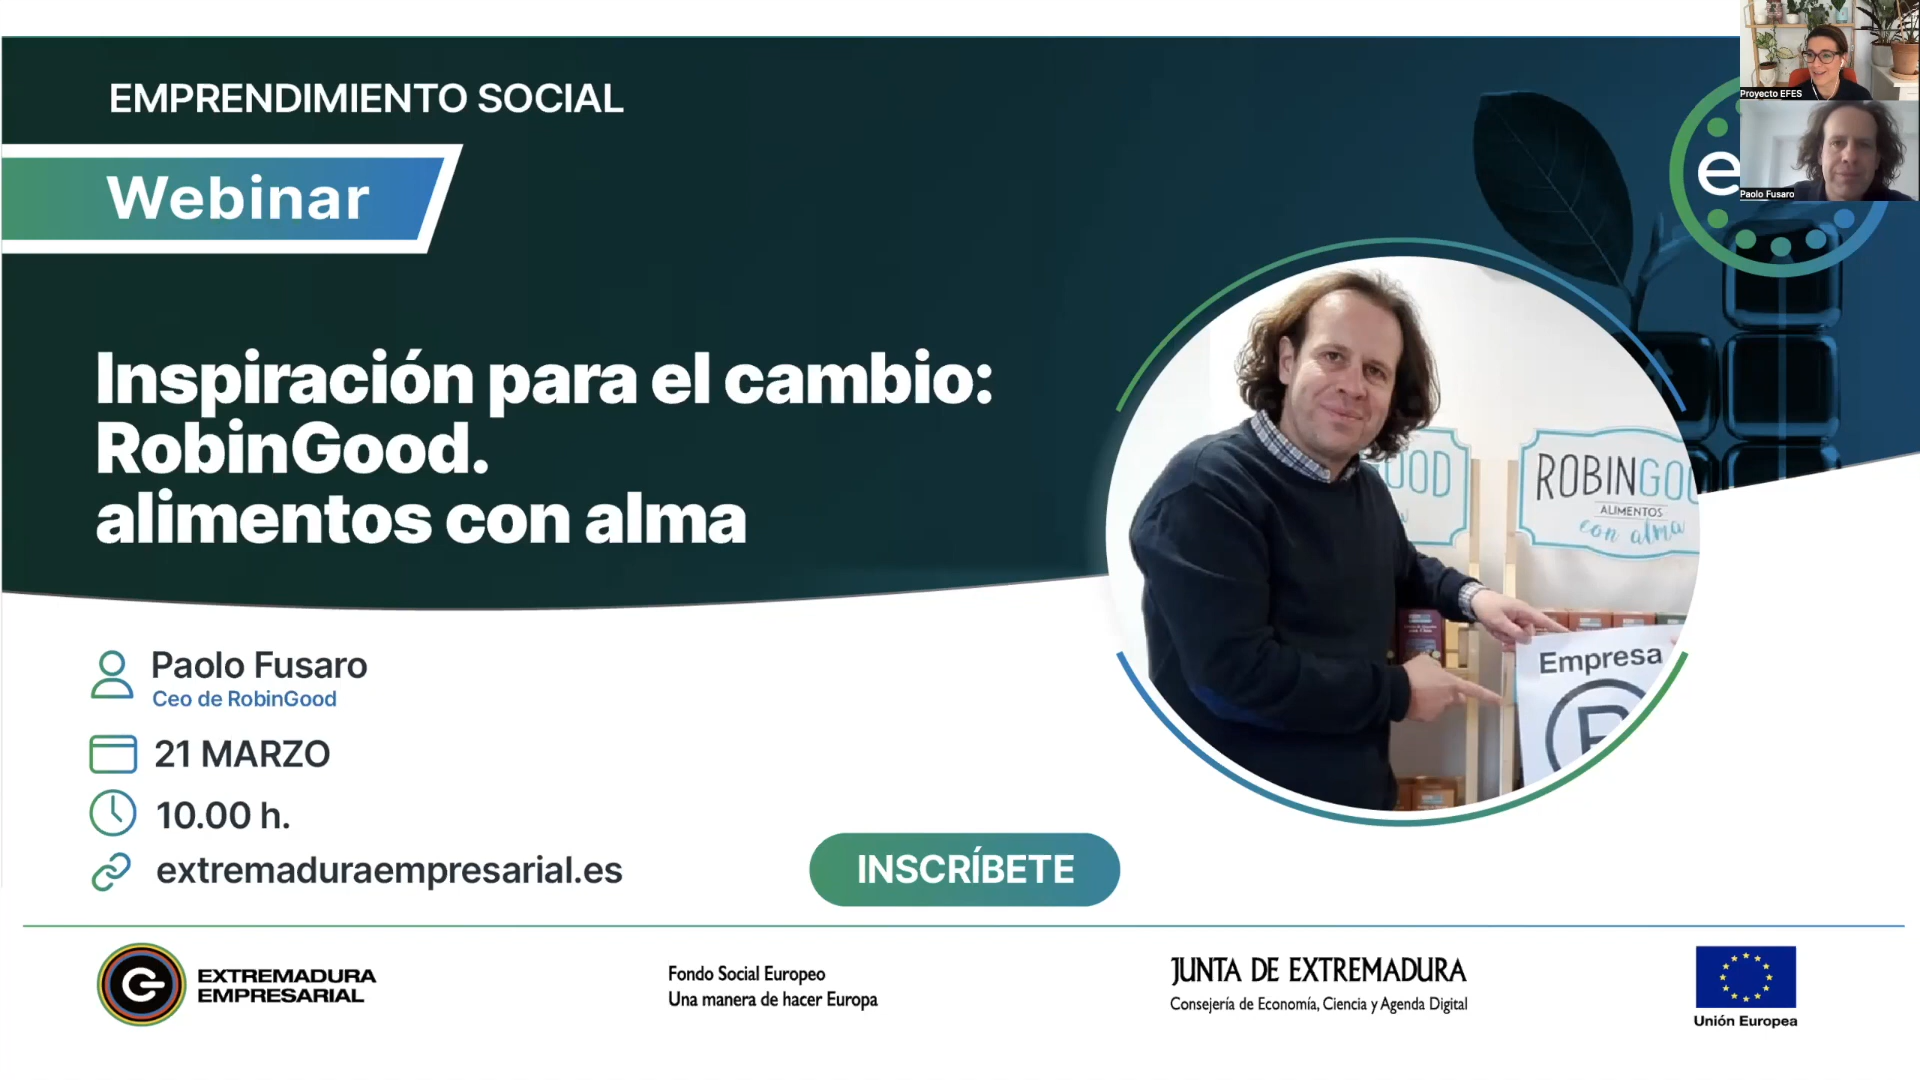 EMPRENDIMIENTO SOCIAL
Webinar
Inspiración para el cambio:
RobinGood.
alimentos con alma
Paolo Fusaro
Ceo de RobinGood
21 MARZO
10.00 h.
extremaduraempresarial.es
INSCRÍBETE
Proyecto EFES
Paolo Fusaro
e
OOD
ROBINGOO
ALIMENTOS
con alma
Empresa
B
EXTREMADURA
EMPRESARIAL
Fondo Social Europeo
Una manera de hacer Europa
JUNTA DE EXTREMADURA
Consejería de Economía, Ciencia y Agenda Digital
Unión Europea